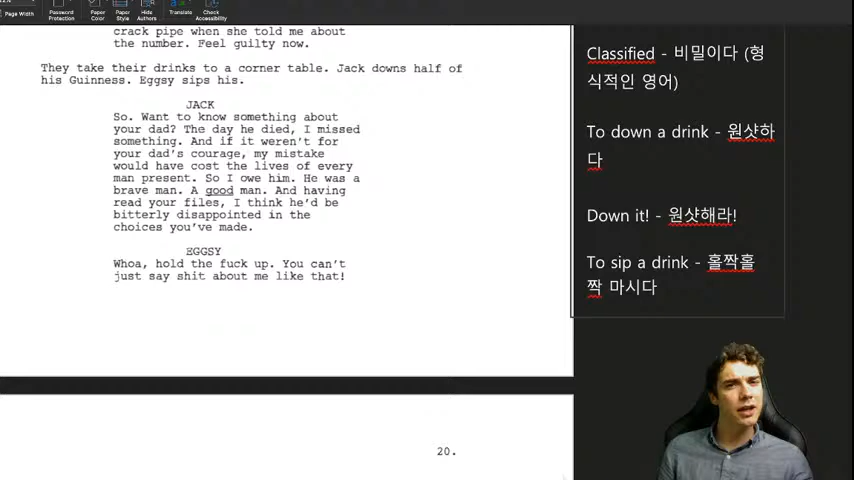 Page Width
Password
Protection
Paper
Color
Paper
Style
Hide
Authors
Translate
Check
Accessibility
crack pipe when she told me about
the number. Feel guilty now.
They take their drinks to a corner table. Jack downs half of
his Guinness. Eggsy sips his.
JACK
So. Want to know something about
your dad? The day he died, I missed
something. And if it weren't for
your dad's courage, my mistake
would have cost the lives of every
man present. So I owe him. He was a
brave man. A good man. And having
read your files, I think he'd be
bitterly disappointed in the
choices you've made.
EGGSY
Whoa, hold the fuck up. You can't
just say shit about me like that!
20.
Classified - 비밀이다 (형
식적인 영어)
To down a drink - 원샷하
다
Down it! - 원샷해라!
To sip a drink - 홀짝홀
짝 마시다